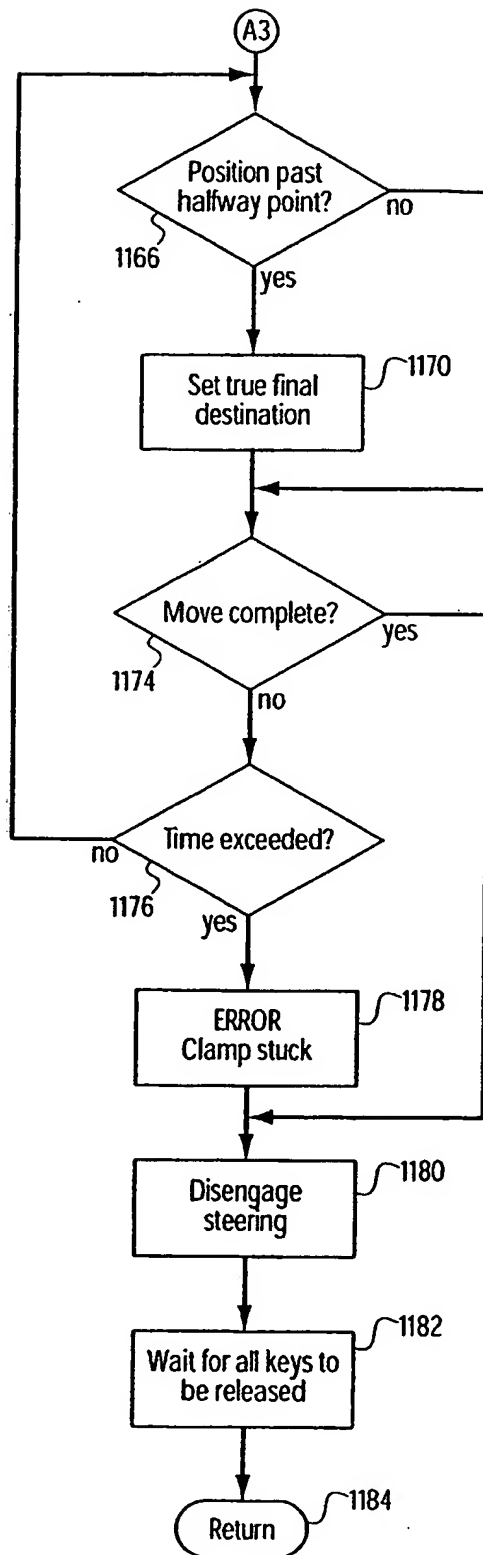 A3
Position past
halfway point?
no
1166
yes
1170
Set true final
destination
Move complete?
yes
1174
no
Time exceeded?
no
1176
yes
1178
ERROR
Clamp stuck
1180
Disengage
steering
1182
Wait for all keys to
be released
1184
Return